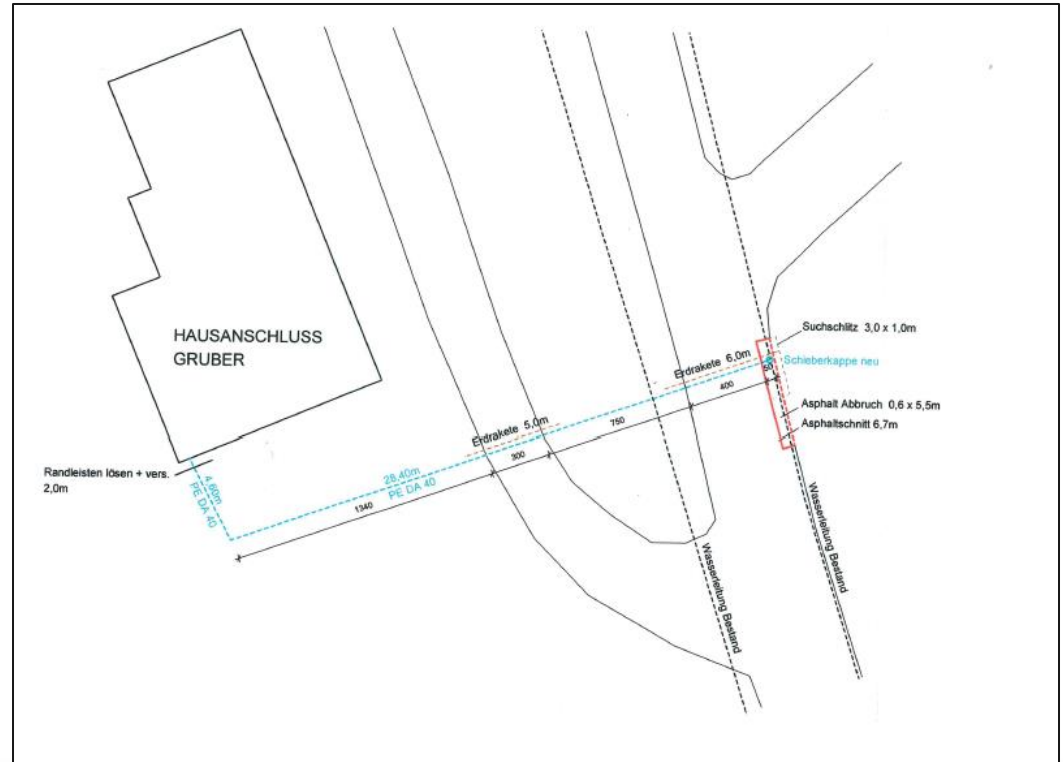 HAUSANSCHLUSS
GRUBER
Randleisten lösen + vers.
2,0m
4,60m
PE DA 40
28,40m
PE DA 40
1340
Erdrakete 5,0m
300
750
Erdrakete 6,0m
400
50
Suchschlitz 3,0 x 1,0m
Schieberkappe neu
Asphalt Abbruch 0,6 x 5,5m
Asphaltschnitt 6,7m
Wasserleitung Bestand
Wasserleitung Bestand